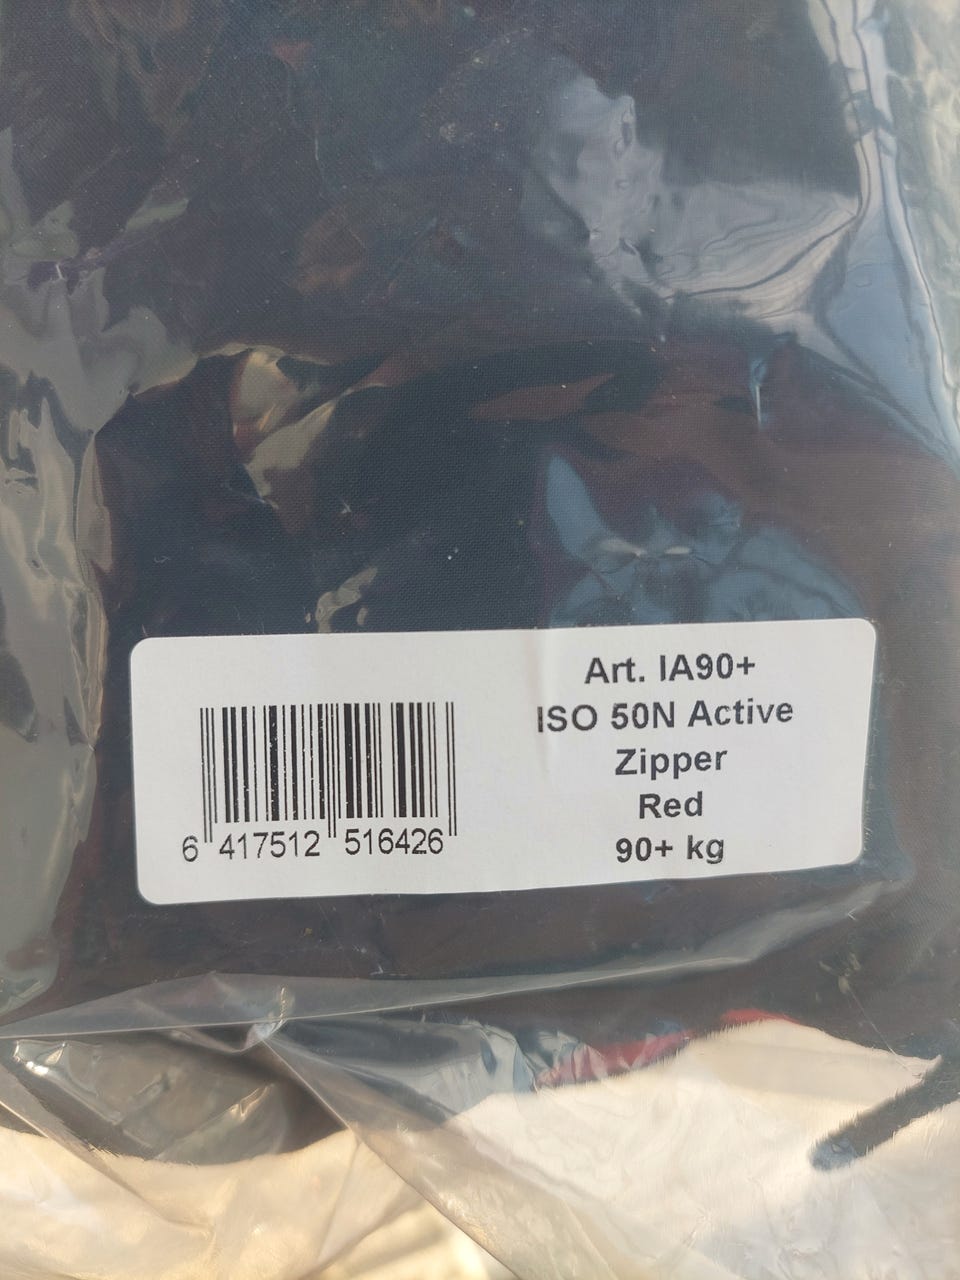 Art. IA90+
ISO 50N Active
Zipper
Red
90+ kg
6 417512 516426